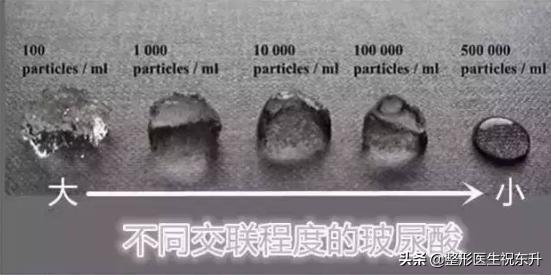 100
particles / ml
1 000
particles / ml
10 000
particles / ml
100 000
particles / ml
500 000
particles / ml
大
小
不同交联程度的玻尿酸
头条 @整形医生祝东升